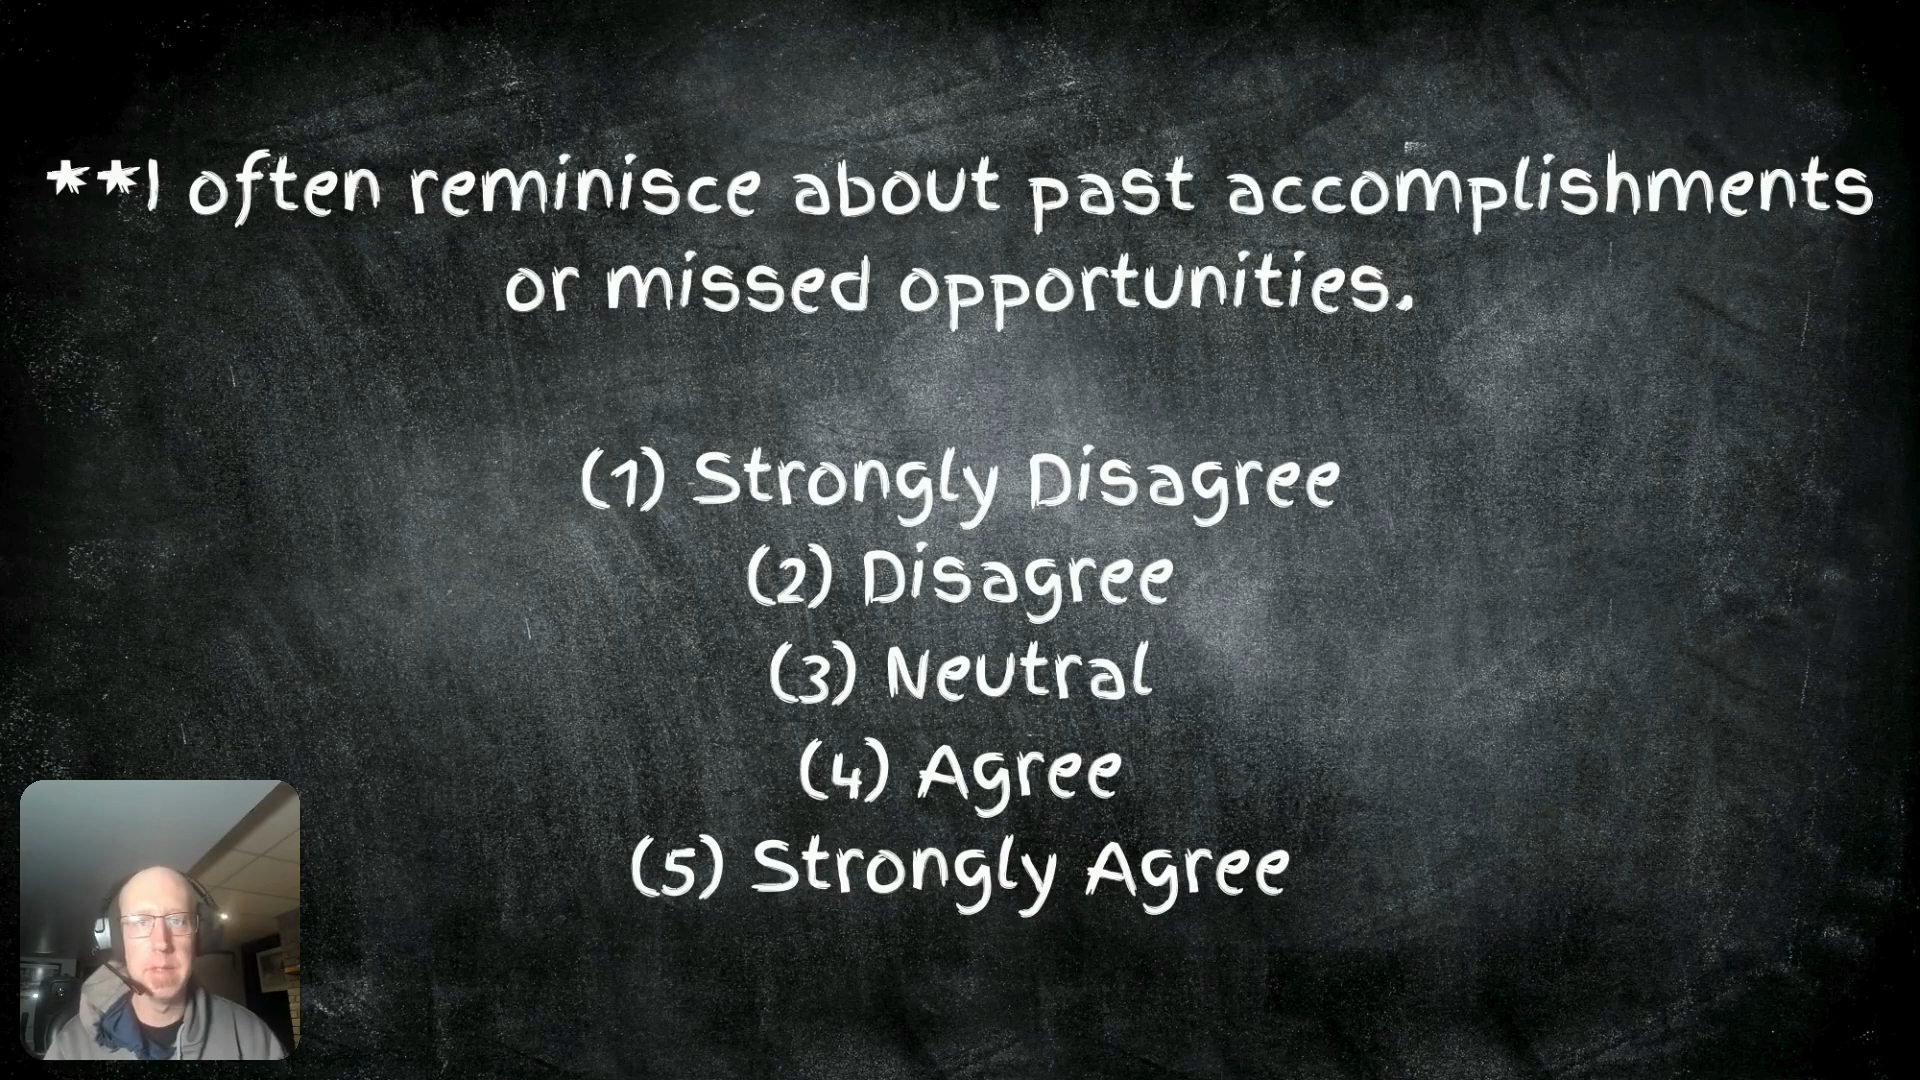 **I often reminisce about past accomplishments
or missed opportunities.
(1) Strongly Disagree
(2) Disagree
(3) Neutral
(4) Agree
(5) Strongly Agree